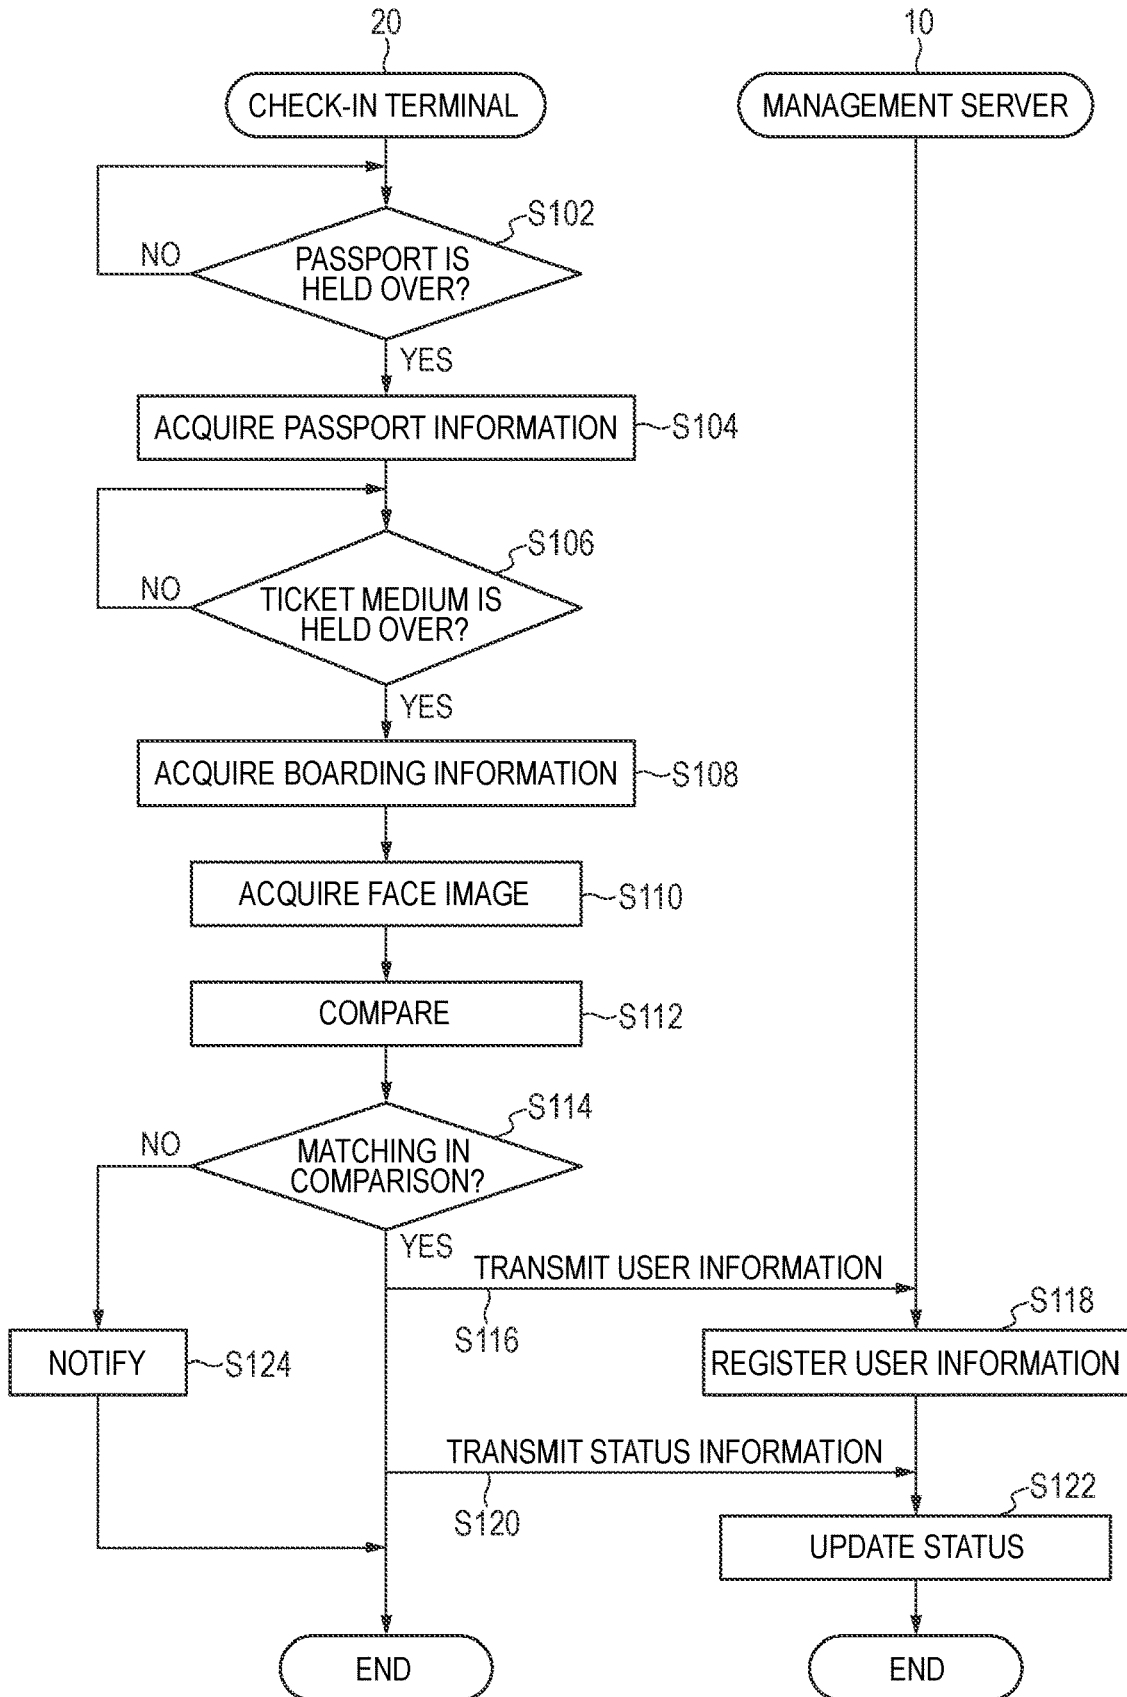 20
10
CHECK-IN TERMINAL
MANAGEMENT SERVER
S102
NO
PASSPORT IS
HELD OVER?
YES
ACQUIRE PASSPORT INFORMATION
S104
S106
NO
TICKET MEDIUM IS
HELD OVER?
YES
ACQUIRE BOARDING INFORMATION
S108
ACQUIRE FACE IMAGE
S110
COMPARE
S112
S114
NO
MATCHING IN
COMPARISON?
YES
TRANSMIT USER INFORMATION
S116
S118
NOTIFY
S124
REGISTER USER INFORMATION
TRANSMIT STATUS INFORMATION
S120
S122
UPDATE STATUS
END
END